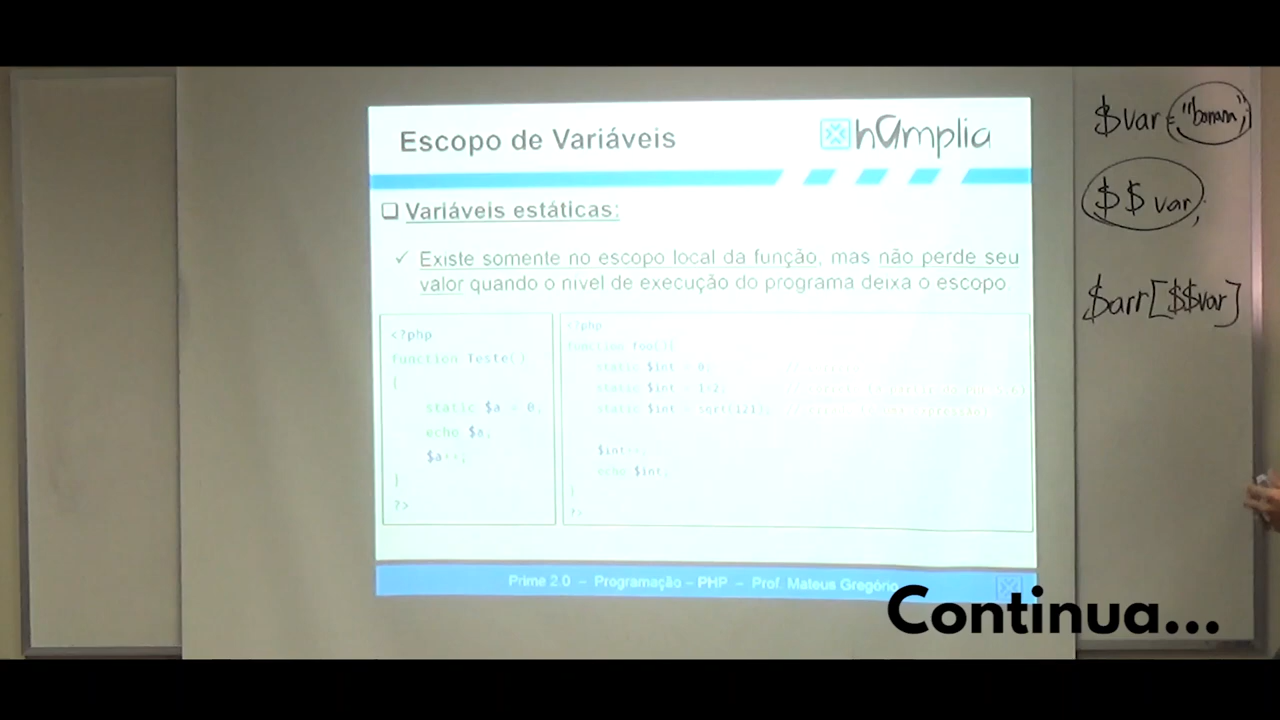 Escopo de Variáveis
hamplia
Variáveis estáticas:
✓ Existe somente no escopo local da função, mas não perde seu
valor quando o nível de execução do programa deixa o escopo.
<?php
function Teste()
{
static $a = 0;
echo $a;
$a++;
}
?>
<?php
function foo(){
static $int = 0;
static $int = 1+2;
static $int = sqrt(121);
$int++;
echo $int;
}
?>
Prime 2.0 – Programação – PHP – Prof. Mateus Gregório
$var =
$$var;
$arr[$$var]
Continua...